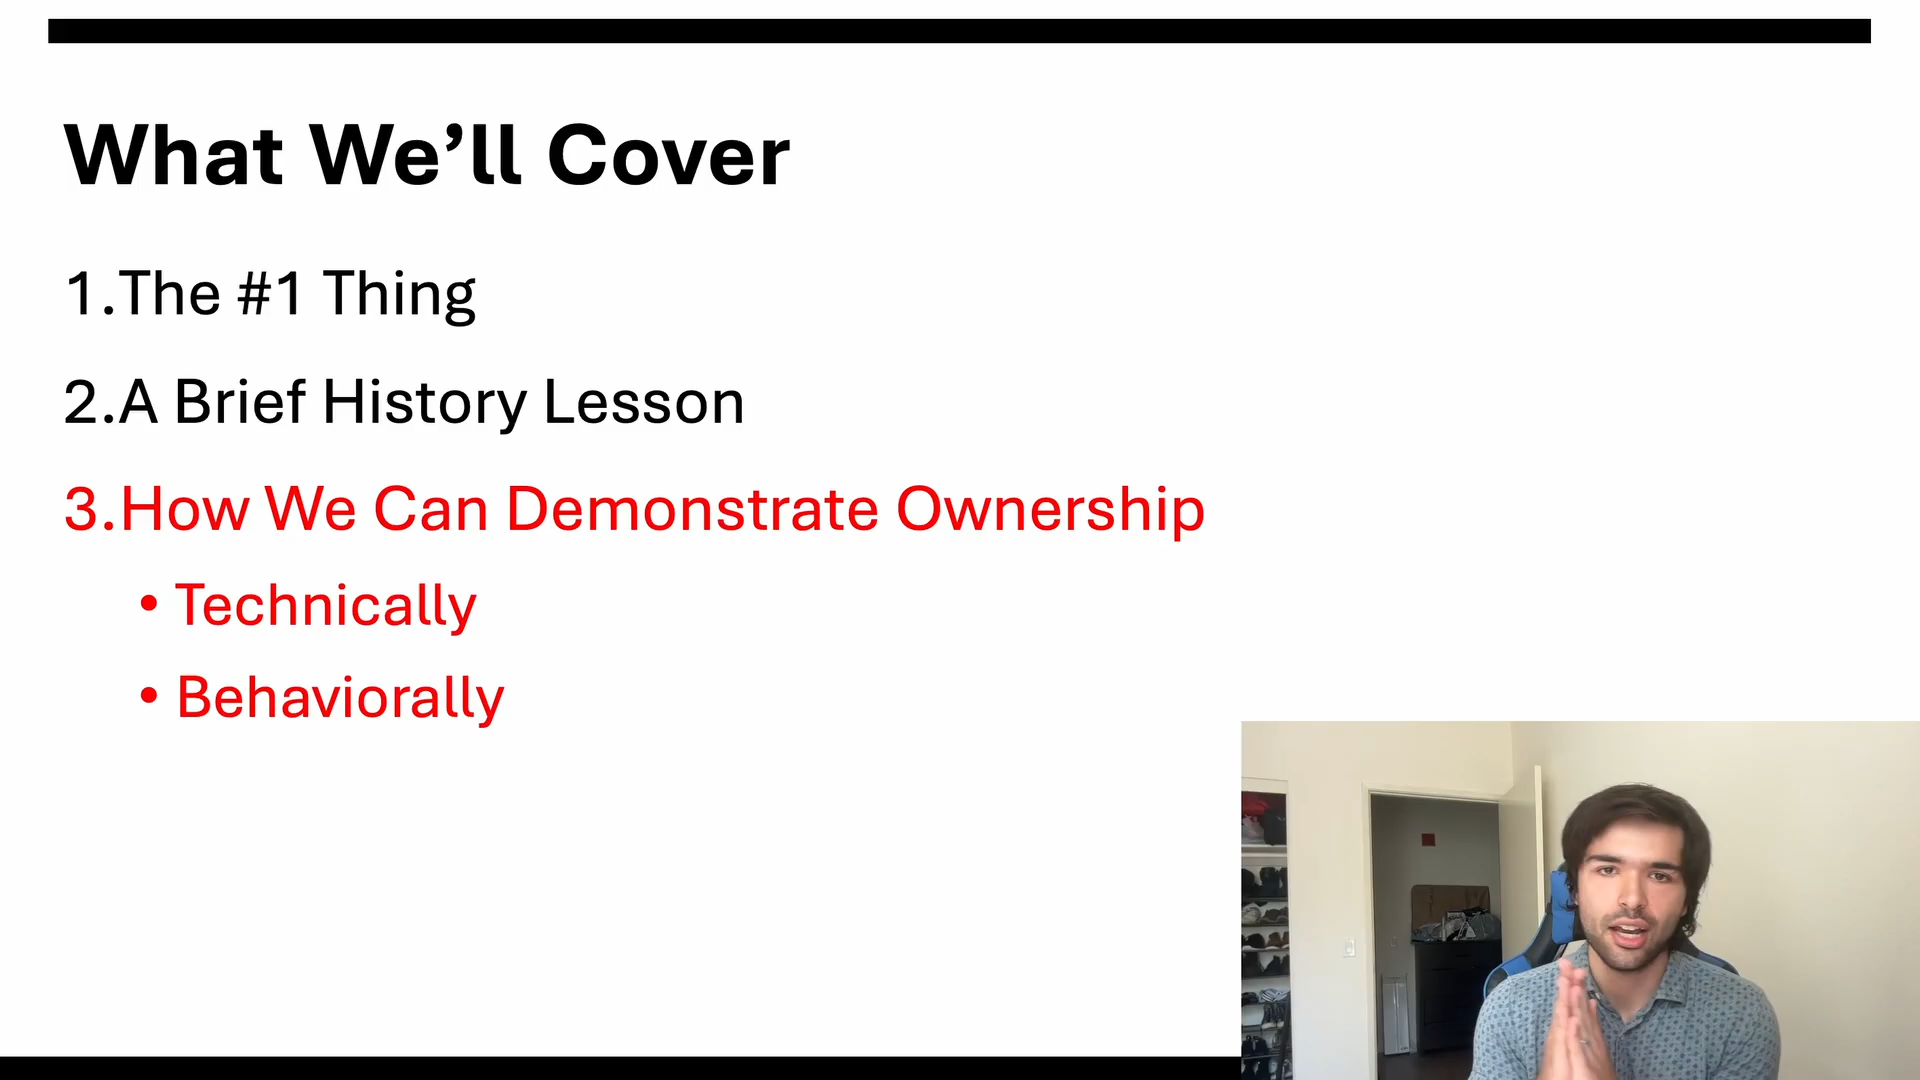 What We’ll Cover
1.The #1 Thing
2.A Brief History Lesson
3.How We Can Demonstrate Ownership
• Technically
• Behaviorally